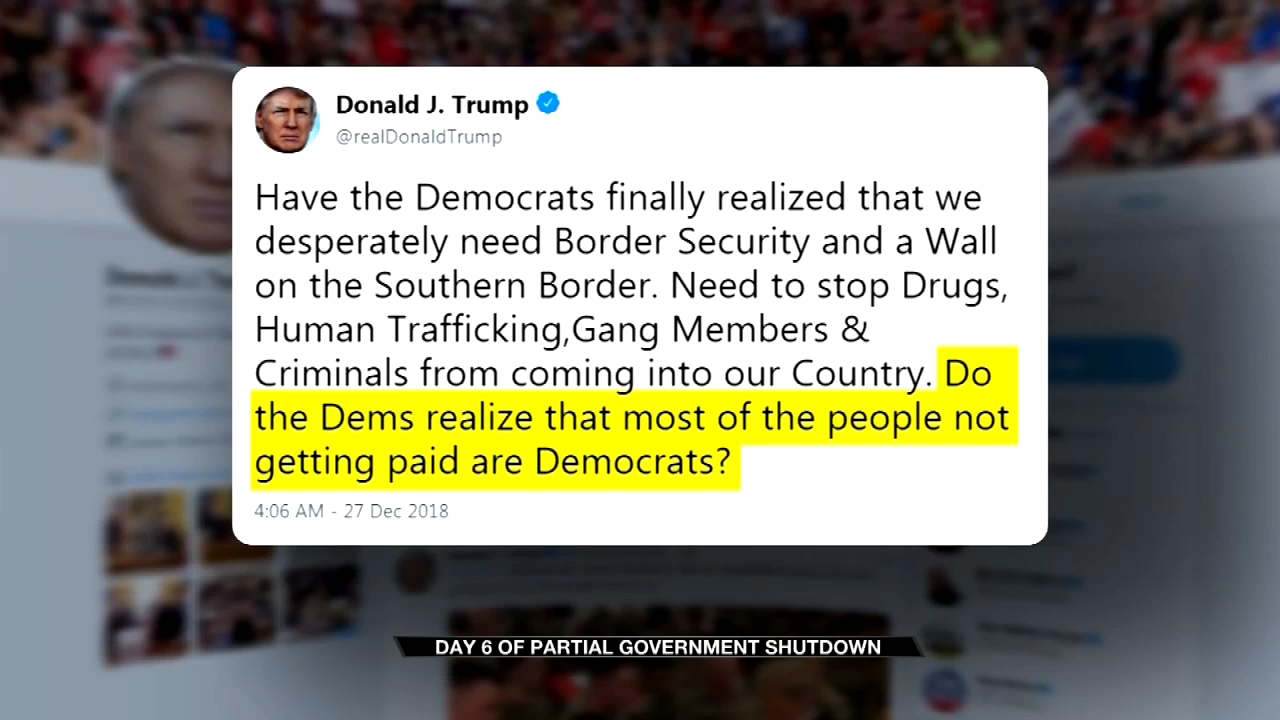 Donald J. Trump
@realDonaldTrump
Have the Democrats finally realized that we
desperately need Border Security and a Wall
on the Southern Border. Need to stop Drugs,
Human Trafficking,Gang Members &
Criminals from coming into our Country. Do
the Dems realize that most of the people not
getting paid are Democrats?
4:06 AM - 27 Dec 2018
DAY 6 OF PARTIAL GOVERNMENT SHUTDOWN